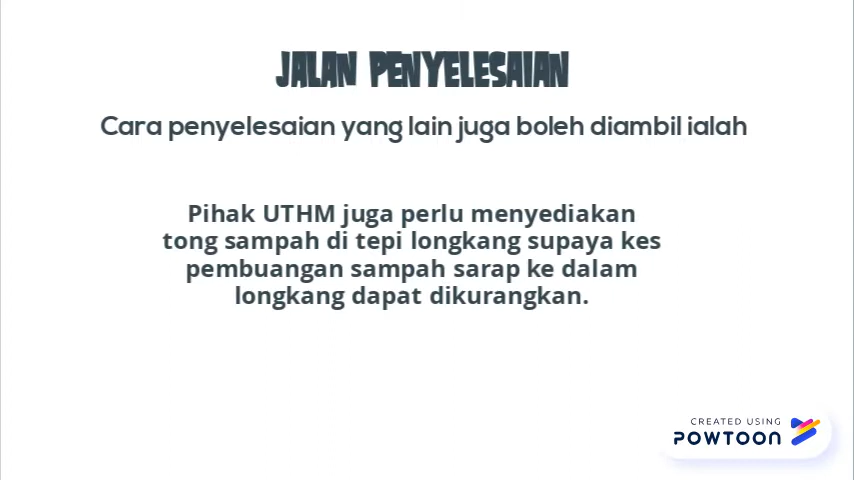 JALAN PENYELESAIAN
Cara penyelesaian yang lain juga boleh diambil ialah
Pihak UTHM juga perlu menyediakan
tong sampah di tepi longkang supaya kes
pembuangan sampah sarap ke dalam
longkang dapat dikurangkan.
CREATED USING
POWTOON